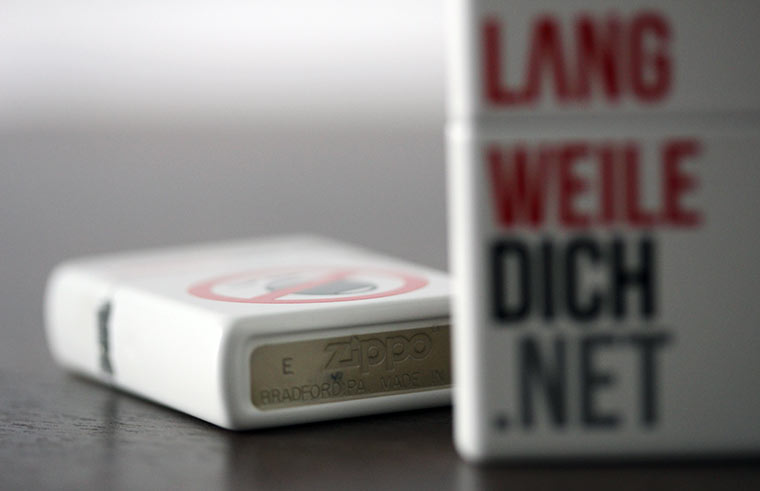 LANG
WEILE
DICH
.NET
E zippo
BRADFORD.PA. MADE IN